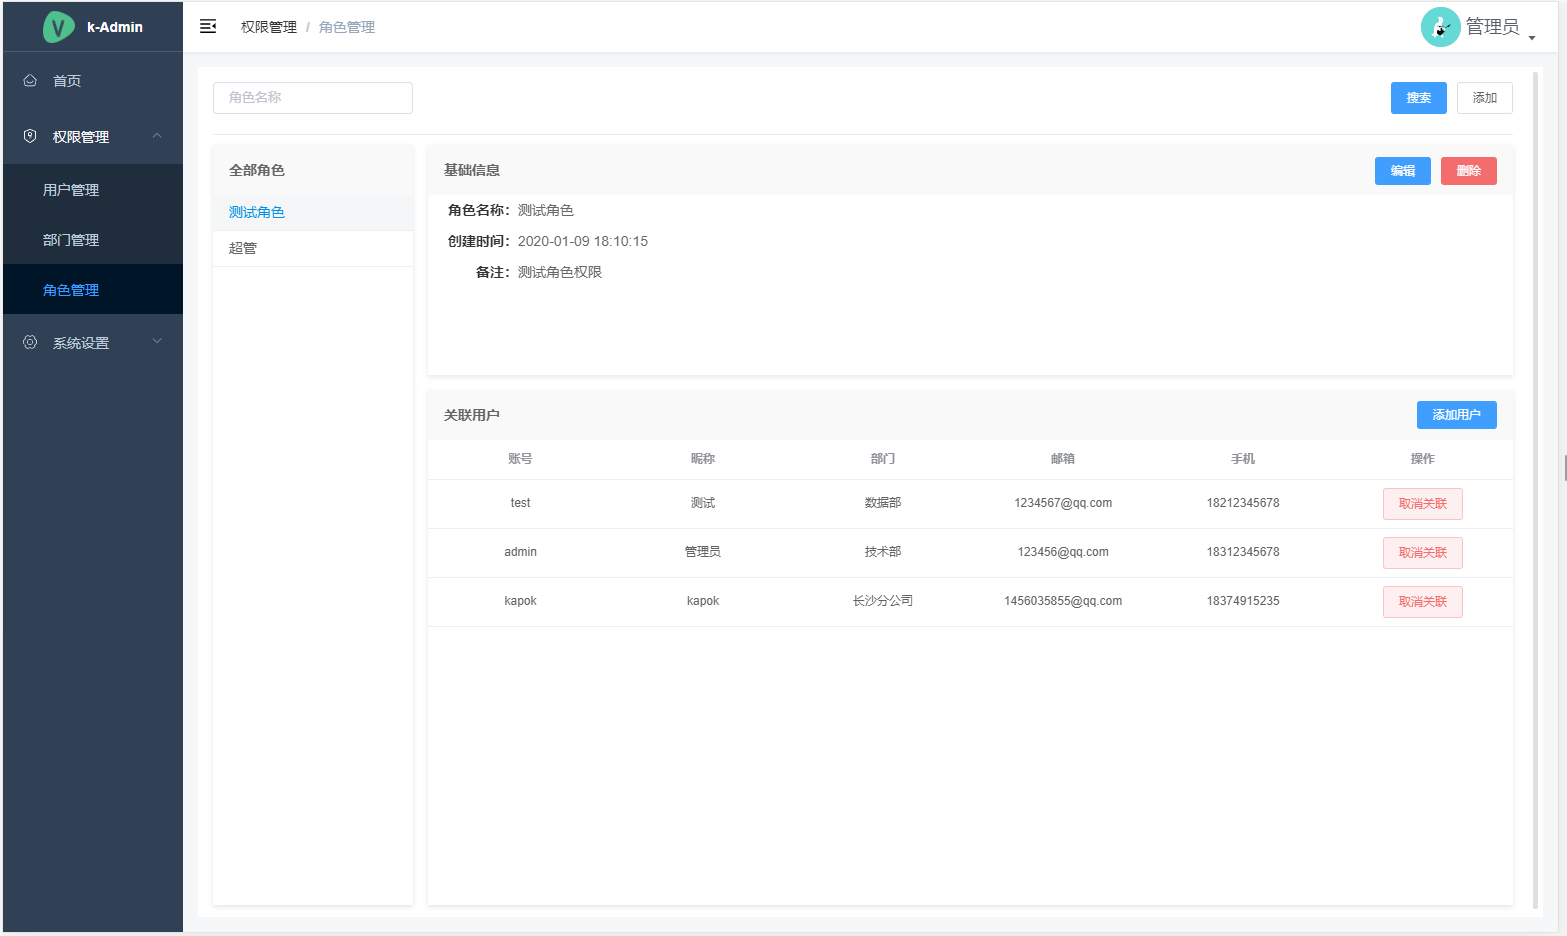 k-Admin
权限管理 / 角色管理
管理员
首页
权限管理
用户管理
部门管理
角色管理
系统设置
角色名称
搜索 添加
全部角色
测试角色
超管
基础信息
编辑 删除
角色名称： 测试角色
创建时间： 2020-01-09 18:10:15
备注： 测试角色权限
关联用户
添加用户
账号 昵称 部门 邮箱 手机 操作
test 测试 数据部 1234567@qq.com 18212345678 取消关联
admin 管理员 技术部 123456@qq.com 18312345678 取消关联
kapok kapok 长沙分公司 1456035855@qq.com 18374915235 取消关联